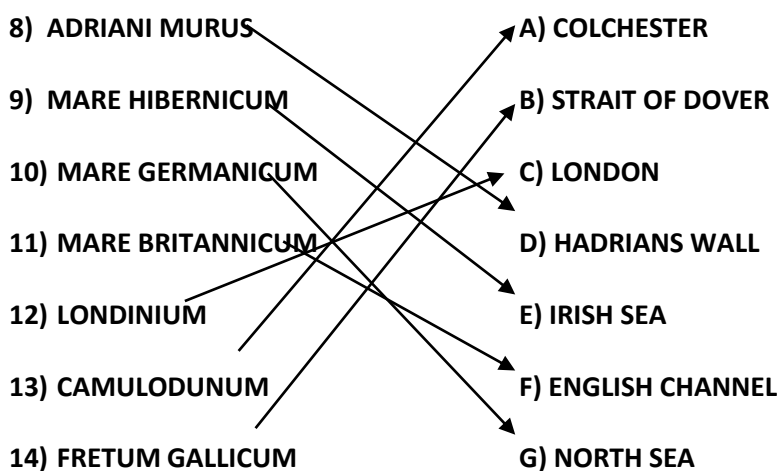 8) ADRIANI MURUS A) COLCHESTER
9) MARE HIBERNICUM B) STRAIT OF DOVER
10) MARE GERMANICUM C) LONDON
11) MARE BRITANNICUM D) HADRIANS WALL
12) LONDINIUM E) IRISH SEA
13) CAMULODUNUM F) ENGLISH CHANNEL
14) FRETUM GALLICUM G) NORTH SEA